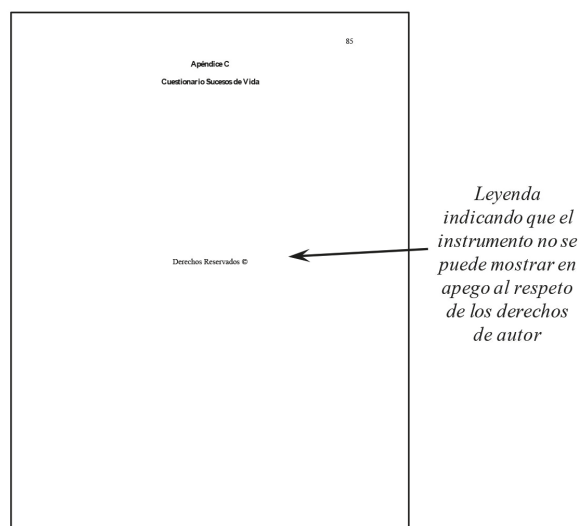 85
Apéndice C
Cuestionario Sucesos de Vida
Derechos Reservados ©
Leyenda
indicando que el
instrumento no se
puede mostrar en
apego al respeto
de los derechos
de autor